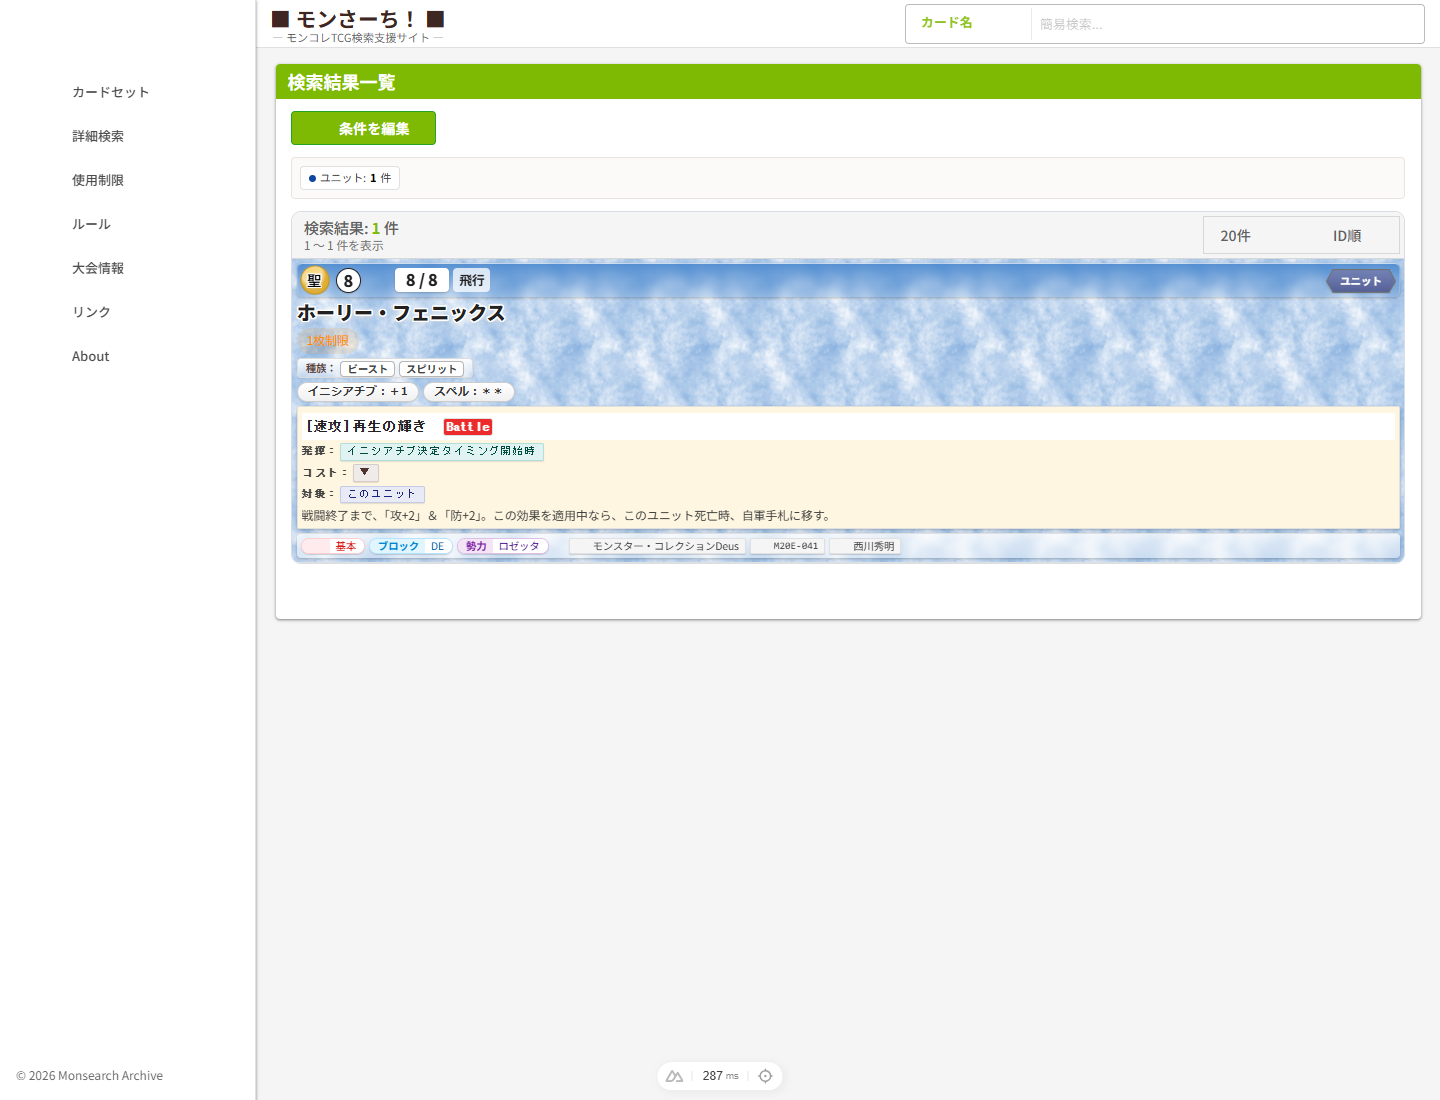 ■ モンさーち！ ■
― モンコレTCG検索支援サイト ―
カード名
簡易検索...
カードセット
詳細検索
使用制限
ルール
大会情報
リンク
About
検索結果一覧
条件を編集
ユニット: 1 件
検索結果: 1 件
1 ～ 1 件を表示
20件
ID順
聖 8 8 / 8 飛行
ユニット
ホーリー・フェニックス
1枚制限
種族： ビースト スピリット
イニシアチブ：＋1 スペル：＊＊
[速攻]再生の輝き Battle
発揮： イニシアチブ決定タイミング開始時
コスト： ▼
対象： このユニット
戦闘終了まで、「攻+2」＆「防+2」。この効果を適用中なら、このユニット死亡時、自軍手札に移す。
基本 ブロック DE 勢力 ロゼッタ モンスター・コレクションDeus M20E-041 西川秀明
© 2026 Monsearch Archive
287 ms